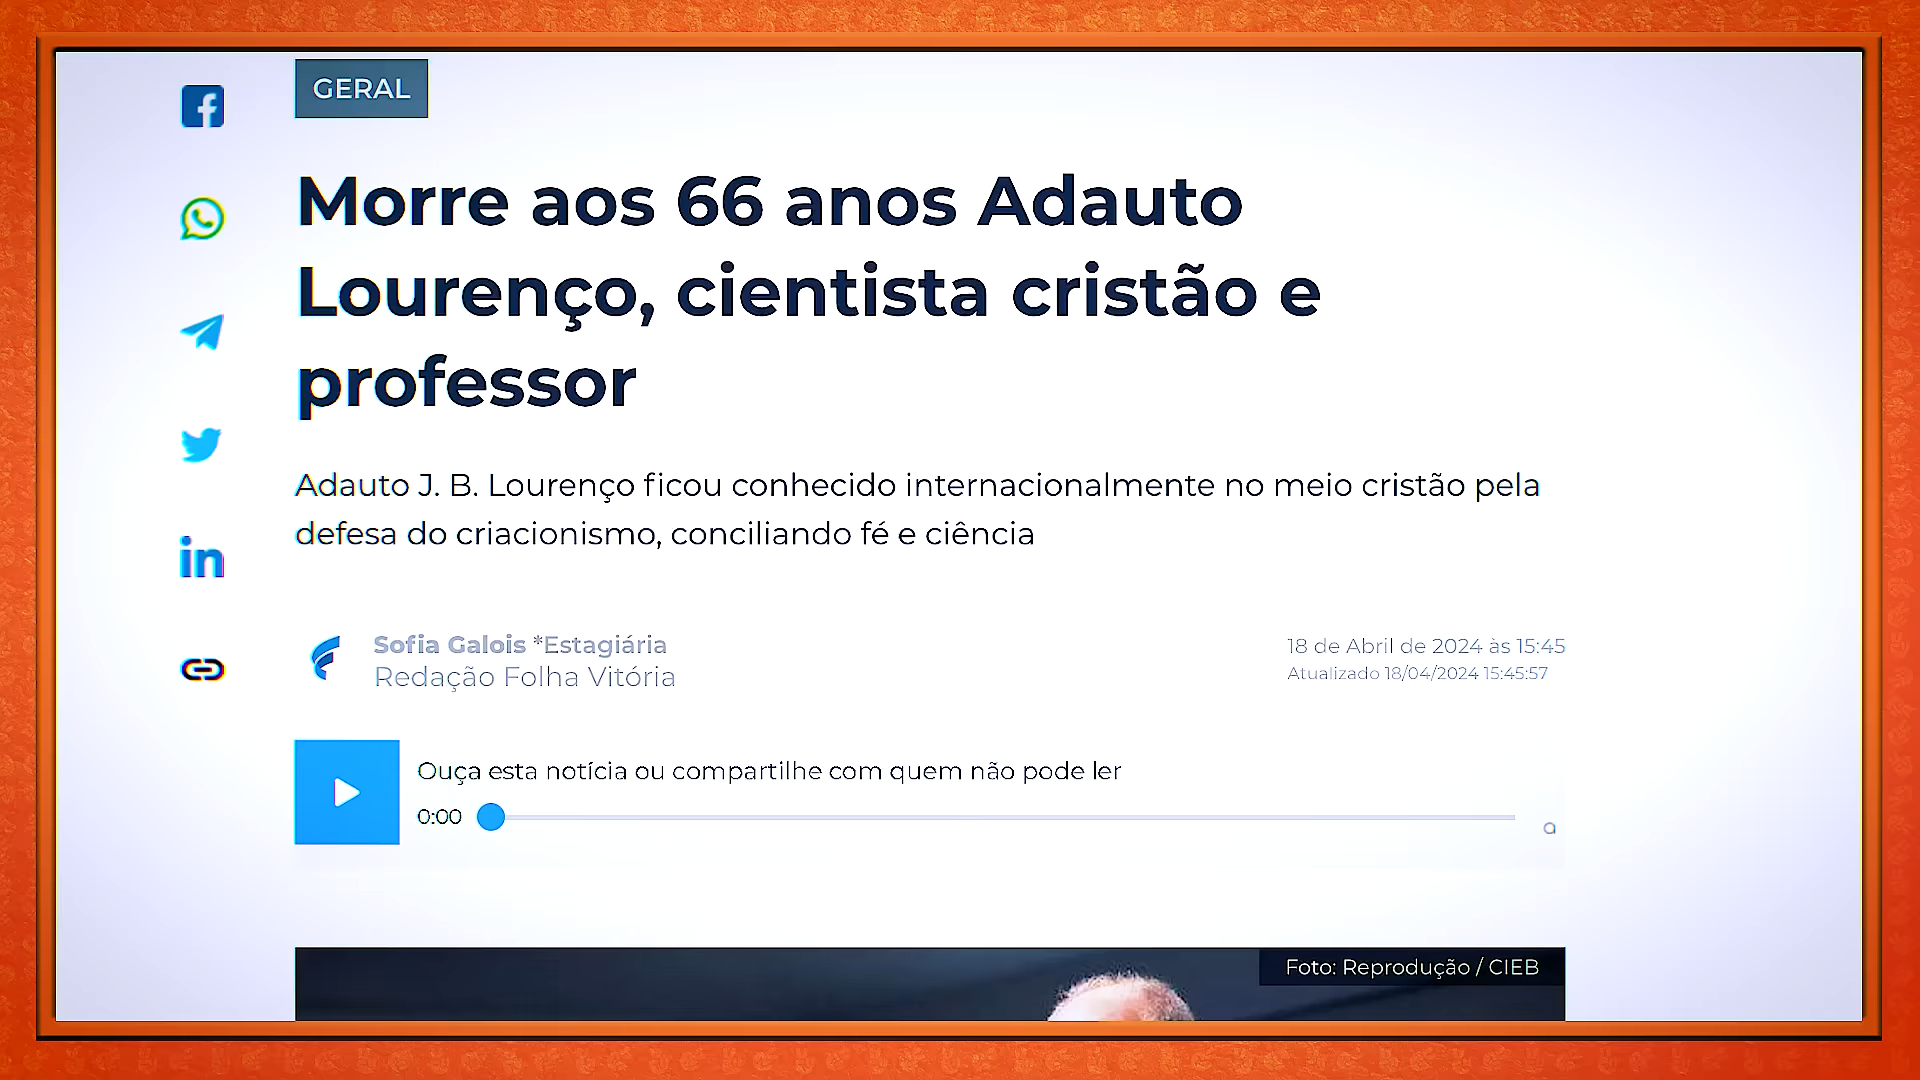 GERAL
Morre aos 66 anos Adauto
Lourenço, cientista cristão e
professor
Adauto J. B. Lourenço ficou conhecido internacionalmente no meio cristão pela
defesa do criacionismo, conciliando fé e ciência
Sofia Galois *Estagiária
Redação Folha Vitória
18 de Abril de 2024 às 15:45
Atualizado 18/04/2024 15:45:57
Ouça esta notícia ou compartilhe com quem não pode ler
0:00
Foto: Reprodução / CIEB